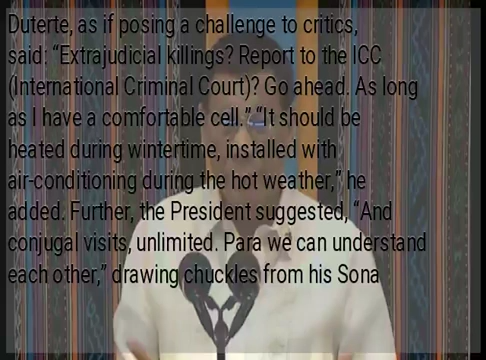 Duterte, as if posing a challenge to critics,
said: “Extrajudicial killings? Report to the ICC
(International Criminal Court)? Go ahead. As long
as I have a comfortable cell.” “It should be
heated during wintertime, installed with
air-conditioning during the hot weather,” he
added. Further, the President suggested, “And
conjugal visits, unlimited. Para we can understand
each other,” drawing chuckles from his Sona